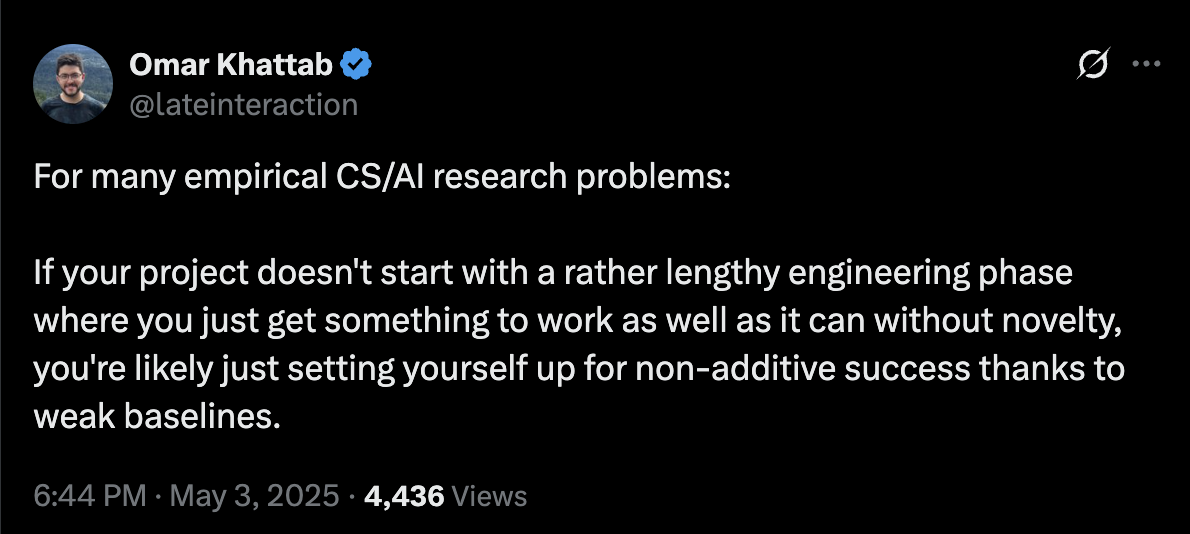 Omar Khattab
@lateinteraction
For many empirical CS/AI research problems:
If your project doesn't start with a rather lengthy engineering phase
where you just get something to work as well as it can without novelty,
you're likely just setting yourself up for non-additive success thanks to
weak baselines.
6:44 PM · May 3, 2025 · 4,436 Views